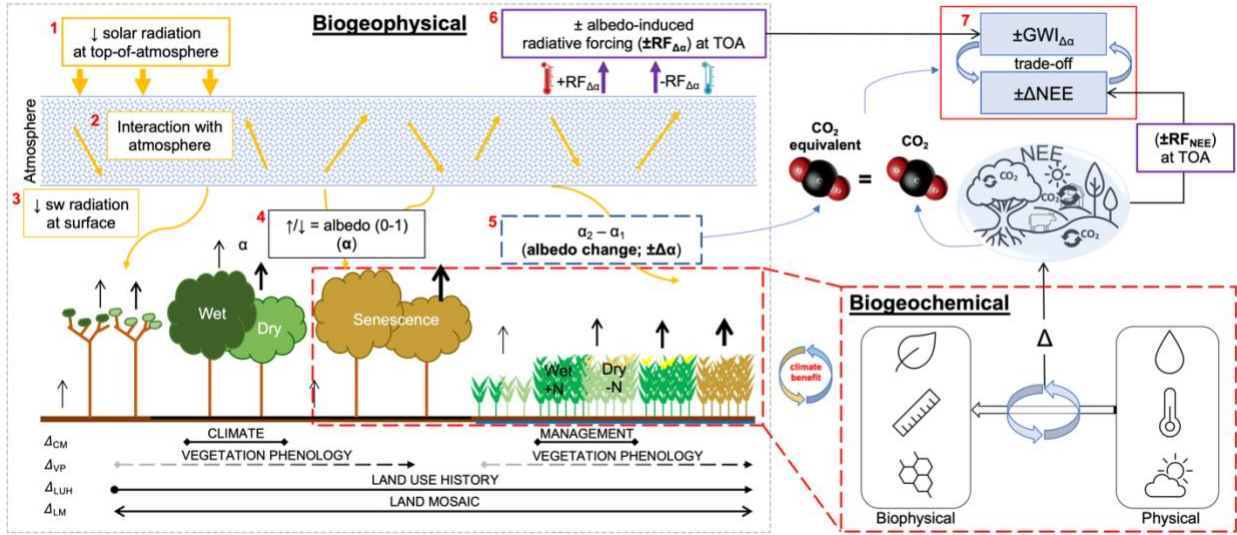 Biogeophysical
1
↓ solar radiation
at top-of-atmosphere
6
± albedo-induced
radiative forcing (±RFΔα) at TOA
+RFΔα
-RFΔα
7
±GWIΔα
trade-off
±ΔNEE
Atmosphere
2
Interaction with
atmosphere
CO2
equivalent
=
CO2
(±RFNEE)
at TOA
NEE
CO2
CO2
CO2
3
↓ sw radiation
at surface
4
↑/↓ = albedo (0-1)
(α)
5
α2 – α1
(albedo change; ±Δα)
α
Wet
Dry
Senescence
Wet
+N
Dry
-N
climate
benefit
Biogeochemical
Δ
Biophysical
Physical
ΔCM
CLIMATE
MANAGEMENT
ΔVP
VEGETATION PHENOLOGY
VEGETATION PHENOLOGY
ΔLUH
LAND USE HISTORY
ΔLM
LAND MOSAIC